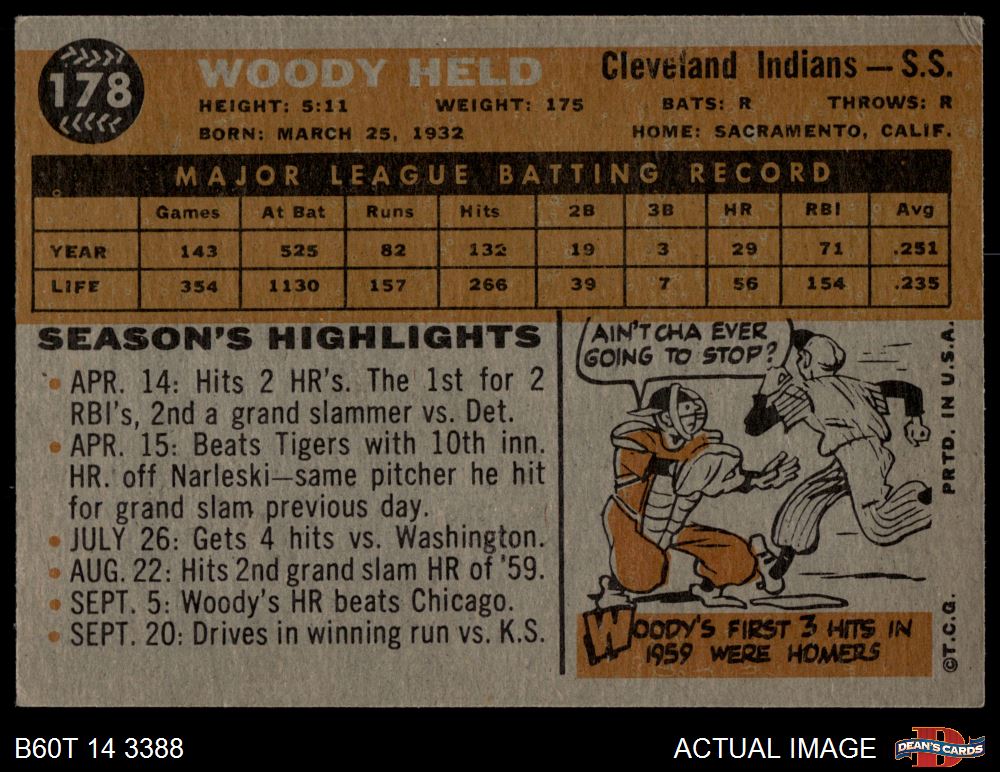 178
WOODY HELD
Cleveland Indians — S.S.
HEIGHT: 5:11 WEIGHT: 175 BATS: R THROWS: R
BORN: MARCH 25, 1932 HOME: SACRAMENTO, CALIF.
MAJOR LEAGUE BATTING RECORD
Games At Bat Runs Hits 2B 3B HR RBI Avg
YEAR 143 525 82 132 19 3 29 71 .251
LIFE 354 1130 157 266 39 7 56 154 .235
SEASON'S HIGHLIGHTS
• APR. 14: Hits 2 HR's. The 1st for 2
RBI's, 2nd a grand slammer vs. Det.
• APR. 15: Beats Tigers with 10th inn.
HR. off Narleski—same pitcher he hit
for grand slam previous day.
• JULY 26: Gets 4 hits vs. Washington.
• AUG. 22: Hits 2nd grand slam HR of '59.
• SEPT. 5: Woody's HR beats Chicago.
• SEPT. 20: Drives in winning run vs. K.S.
AIN'T CHA EVER
GOING TO STOP?
WOODY'S FIRST 3 HITS IN
1959 WERE HOMERS
©T.C.G. PRTD. IN U.S.A.
B60T 14 3388
ACTUAL IMAGE
D
DEAN'S CARDS